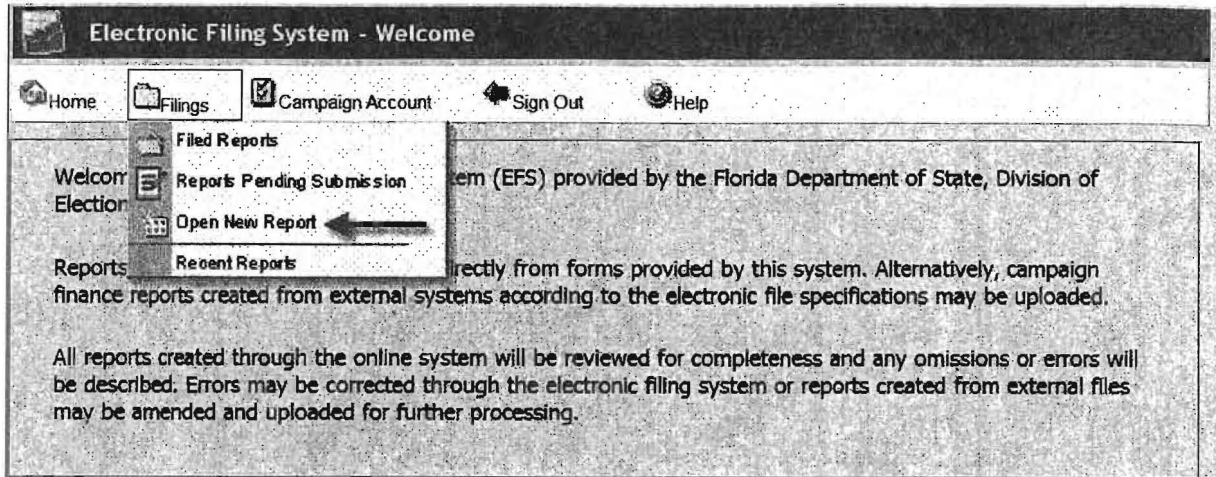 Electronic Filing System - Welcome
Home Filings Campaign Account Sign Out Help
Filed Reports
Reports Pending Submission
Open New Report
Recent Reports
Welcom em (EFS) provided by the Florida Department of State, Division of
Election
Reports rectly from forms provided by this system. Alternatively, campaign
finance reports created from external systems according to the electronic file specifications may be uploaded.
All reports created through the online system will be reviewed for completeness and any omissions or errors will
be described. Errors may be corrected through the electronic filing system or reports created from external files
may be amended and uploaded for further processing.